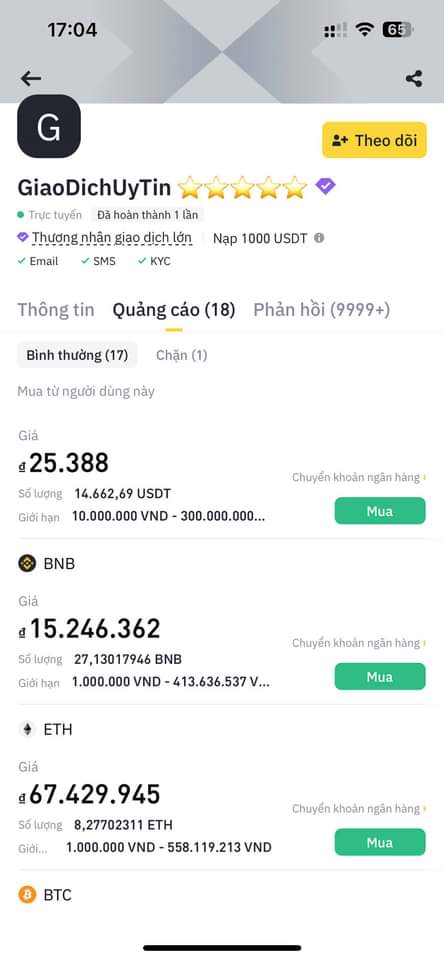 17:04
65
G
Theo dõi
GiaoDichUyTin ⭐⭐⭐⭐⭐
Trực tuyến Đã hoàn thành 1 lần
Thương nhân giao dịch lớn Nạp 1000 USDT
Email SMS KYC
Thông tin Quảng cáo (18) Phản hồi (9999+)
Bình thường (17) Chặn (1)
Mua từ người dùng này
Giá
₫25.388
Chuyển khoản ngân hàng
Số lượng 14.662,69 USDT
Giới hạn 10.000.000 VND - 300.000.000...
Mua
BNB
Giá
₫15.246.362
Chuyển khoản ngân hàng
Số lượng 27,13017946 BNB
Giới hạn 1.000.000 VND - 413.636.537 V...
Mua
ETH
Giá
₫67.429.945
Chuyển khoản ngân hàng
Số lượng 8,27702311 ETH
Giới... 1.000.000 VND - 558.119.213 VND
Mua
BTC